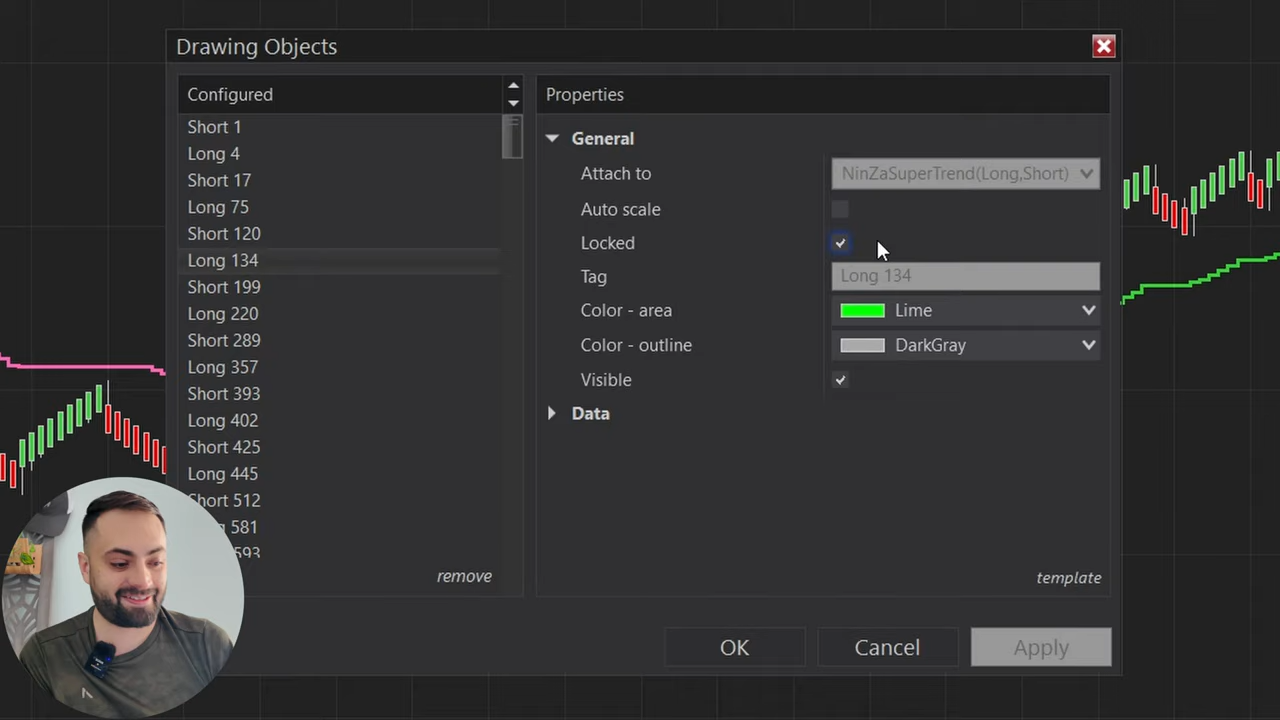 Drawing Objects
Configured
Short 1
Long 4
Short 17
Long 75
Short 120
Long 134
Short 199
Long 220
Short 289
Long 357
Short 393
Long 402
Short 425
Long 445
Short 512
581
593
remove
Properties
General
Attach to
NinZaSuperTrend(Long,Short)
Auto scale
Locked
Tag
Long 134
Color - area
Lime
Color - outline
DarkGray
Visible
Data
template
OK
Cancel
Apply